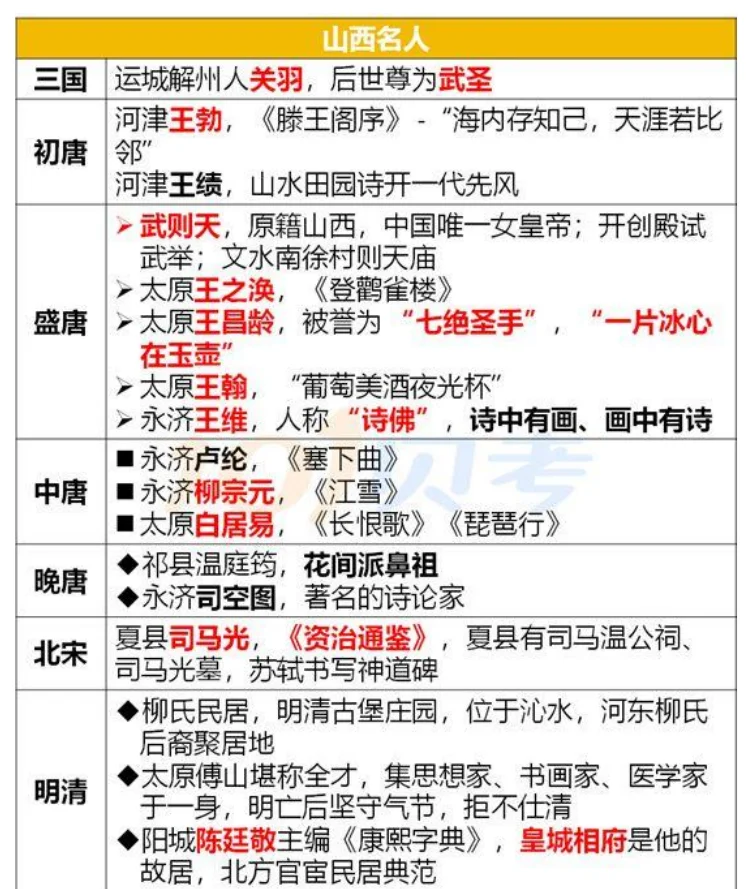 山西名人
三国
运城解州人关羽，后世尊为武圣
初唐
河津王勃，《滕王阁序》-“海内存知己，天涯若比
邻”
河津王绩，山水田园诗开一代先风
盛唐
➢武则天，原籍山西，中国唯一女皇帝；开创殿试
武举；文水南徐村则天庙
➢太原王之涣，《登鹳雀楼》
➢太原王昌龄，被誉为“七绝圣手”，“一片冰心
在玉壶”
➢太原王翰，“葡萄美酒夜光杯”
➢永济王维，人称“诗佛”，诗中有画、画中有诗
中唐
■永济卢纶，《塞下曲》
■永济柳宗元，《江雪》
■太原白居易，《长恨歌》《琵琶行》
晚唐
◆祁县温庭筠，花间派鼻祖
◆永济司空图，著名的诗论家
北宋
夏县司马光，《资治通鉴》，夏县有司马温公祠、
司马光墓，苏轼书写神道碑
明清
◆柳氏民居，明清古堡庄园，位于沁水，河东柳氏
后裔聚居地
◆太原傅山堪称全才，集思想家、书画家、医学家
于一身，明亡后坚守气节，拒不仕清
◆阳城陈廷敬主编《康熙字典》，皇城相府是他的
故居，北方官宦民居典范